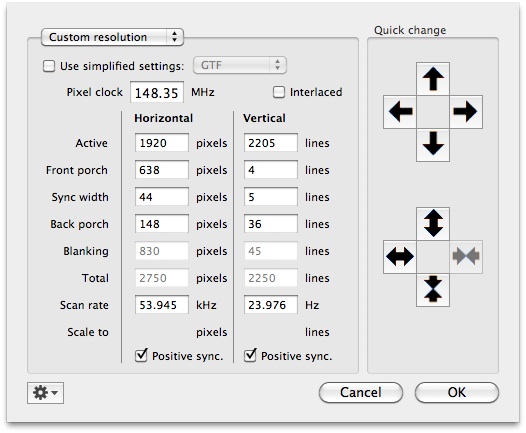 Custom resolution
Quick change
Use simplified settings: GTF
Pixel clock 148.35 MHz Interlaced
Horizontal Vertical
Active 1920 pixels 2205 lines
Front porch 638 pixels 4 lines
Sync width 44 pixels 5 lines
Back porch 148 pixels 36 lines
Blanking 830 pixels 45 lines
Total 2750 pixels 2250 lines
Scan rate 53.945 kHz 23.976 Hz
Scale to pixels lines
Positive sync. Positive sync.
Cancel OK